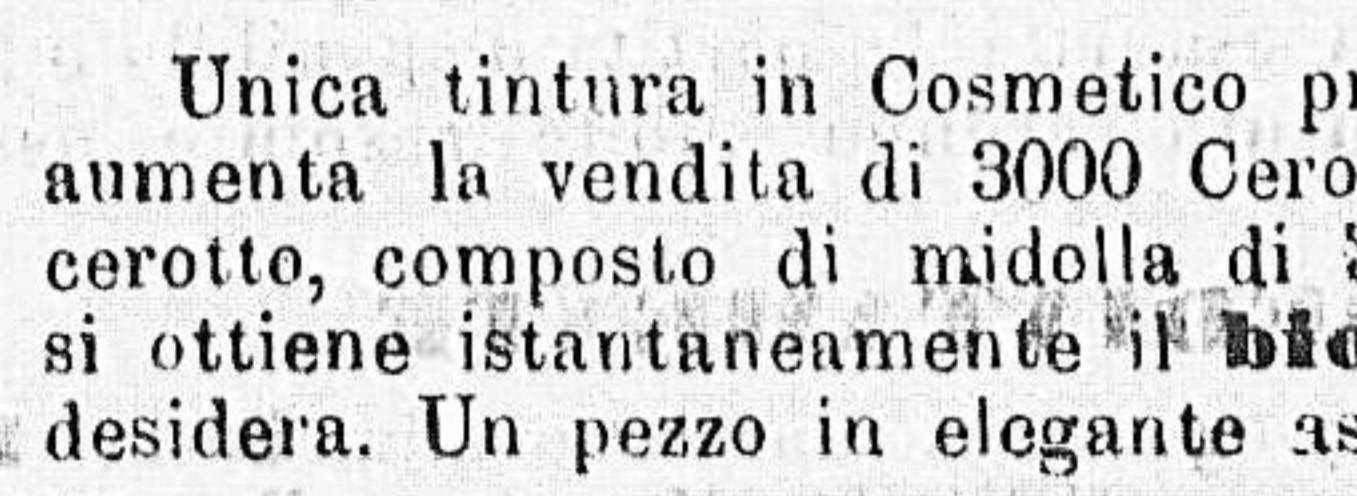 Unica tintura in Cosmetico
aumenta la vendita di 3000
cerotto, composto di midolla di
si ottiene istantaneamente il
desidera. Un pezzo in elegante